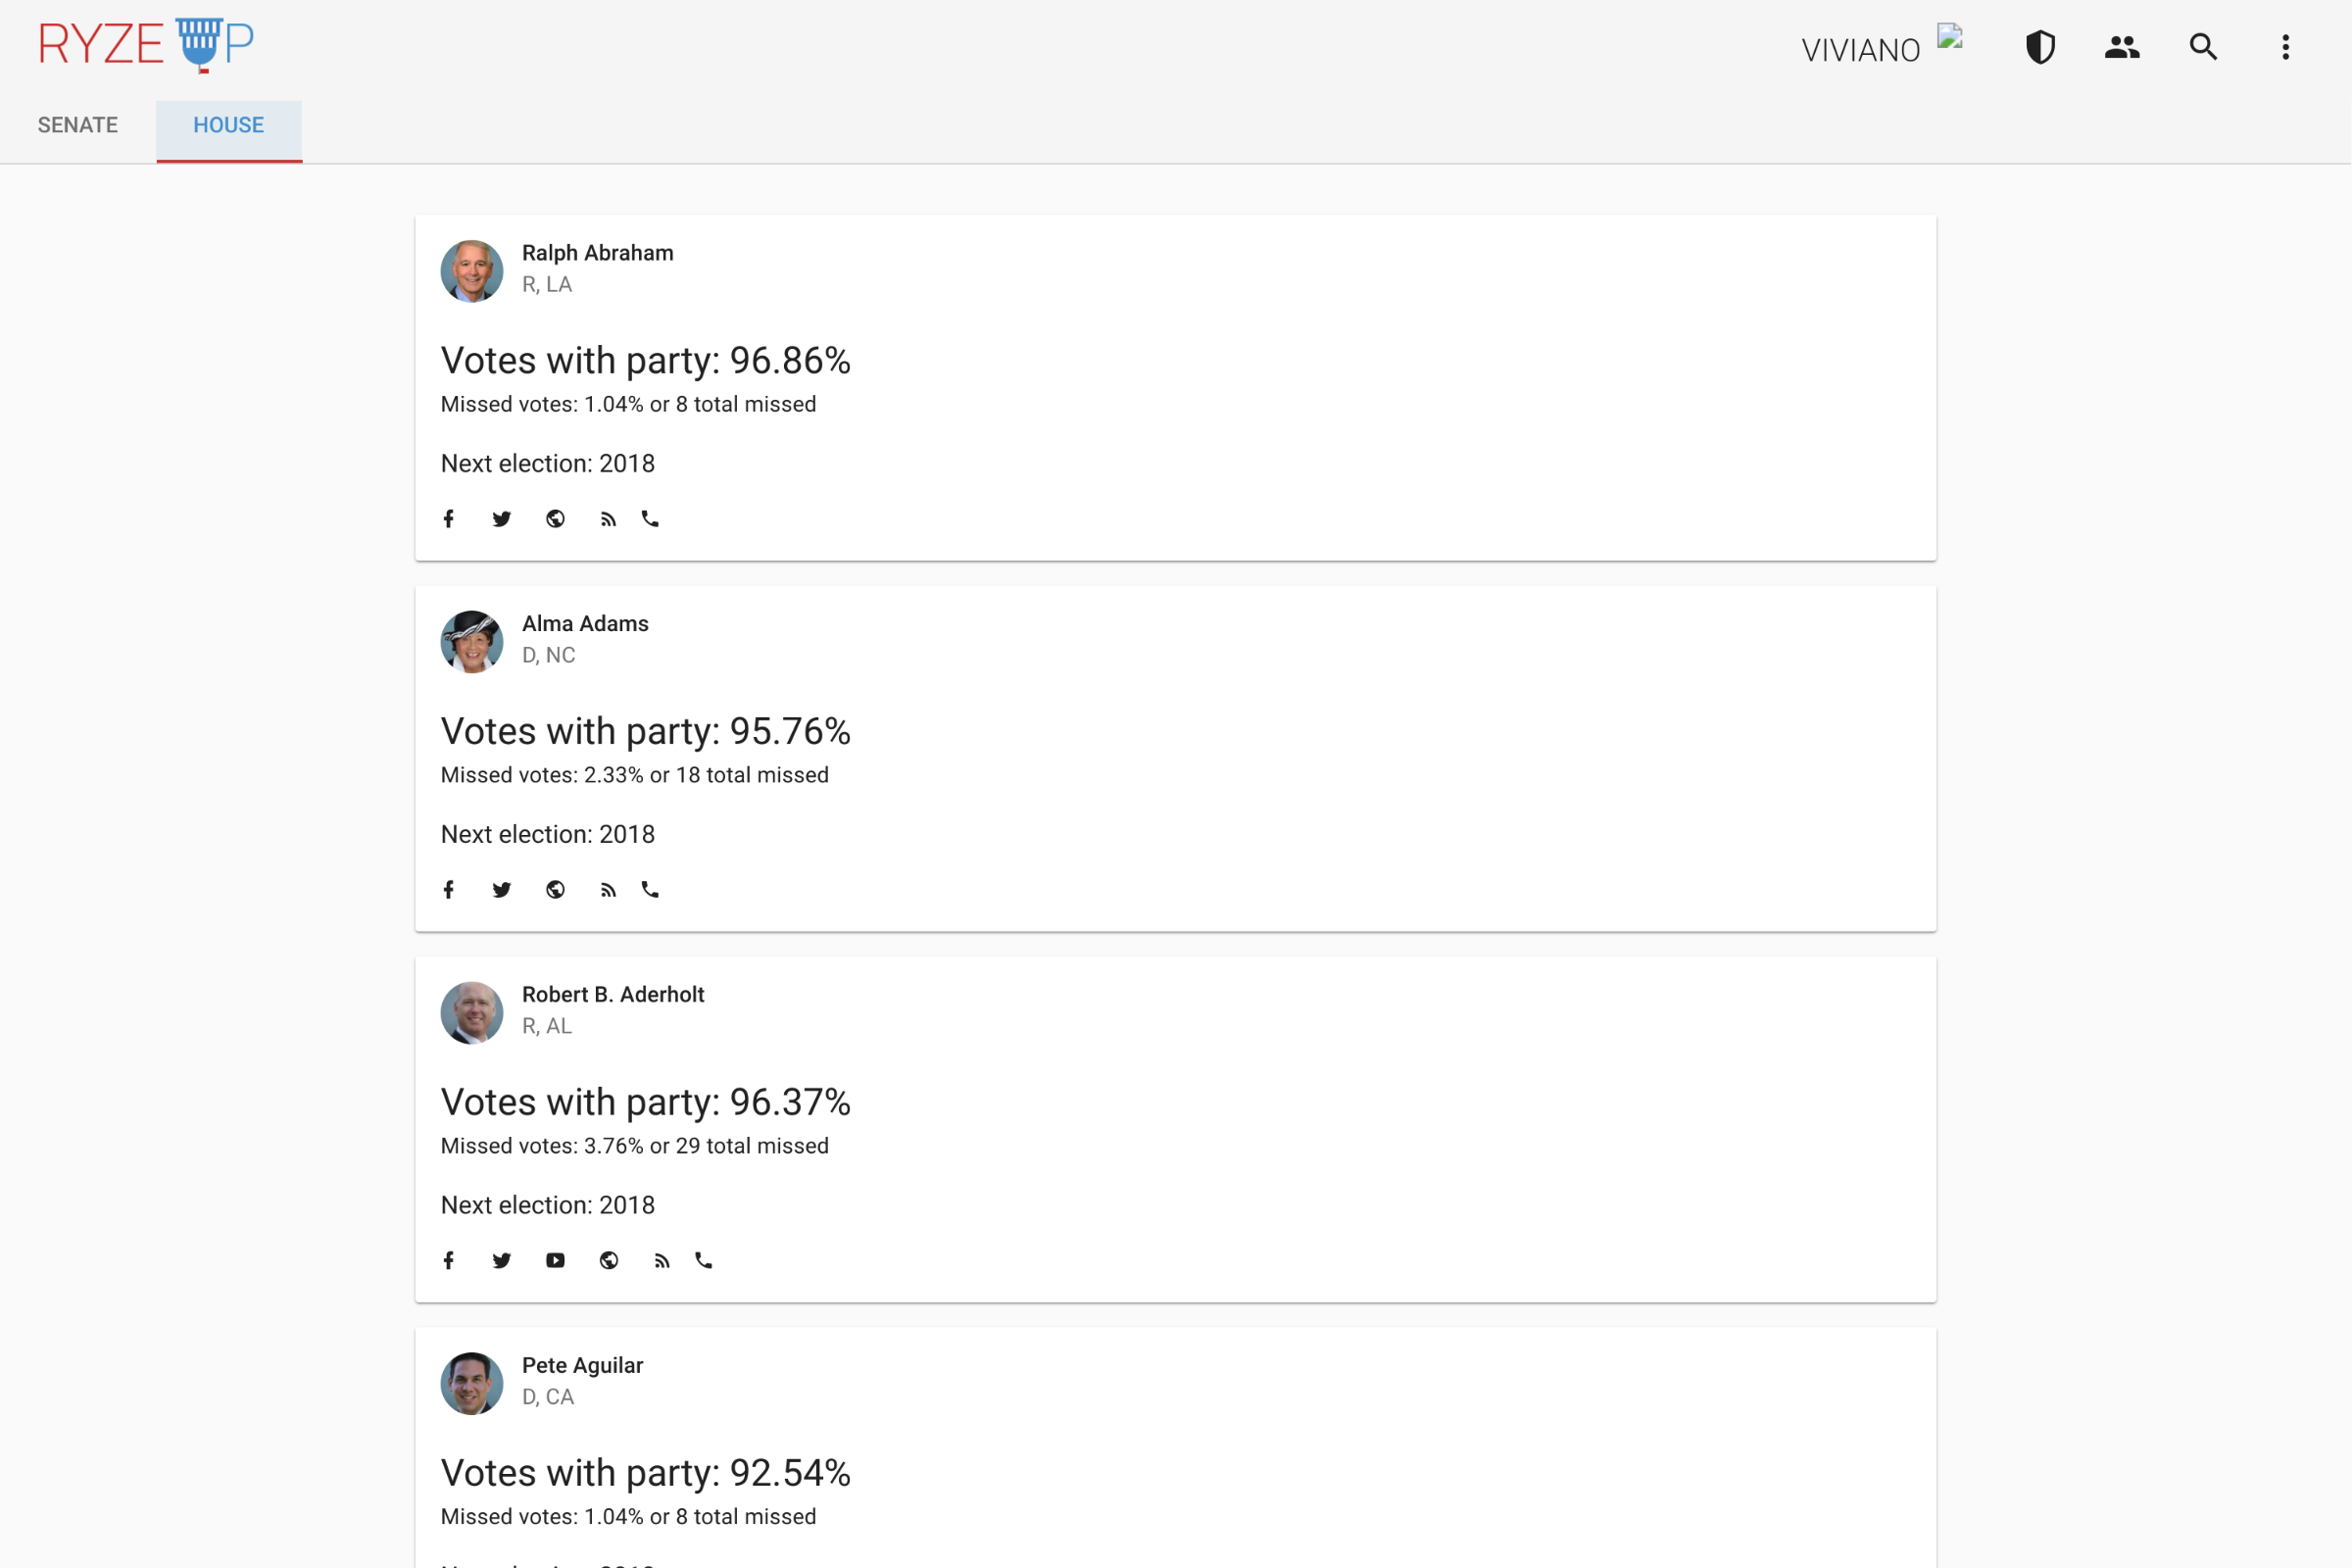 RYZE UP
VIVIANO
SENATE
HOUSE
Ralph Abraham
R, LA
Votes with party: 96.86%
Missed votes: 1.04% or 8 total missed
Next election: 2018
Alma Adams
D, NC
Votes with party: 95.76%
Missed votes: 2.33% or 18 total missed
Next election: 2018
Robert B. Aderholt
R, AL
Votes with party: 96.37%
Missed votes: 3.76% or 29 total missed
Next election: 2018
Pete Aguilar
D, CA
Votes with party: 92.54%
Missed votes: 1.04% or 8 total missed